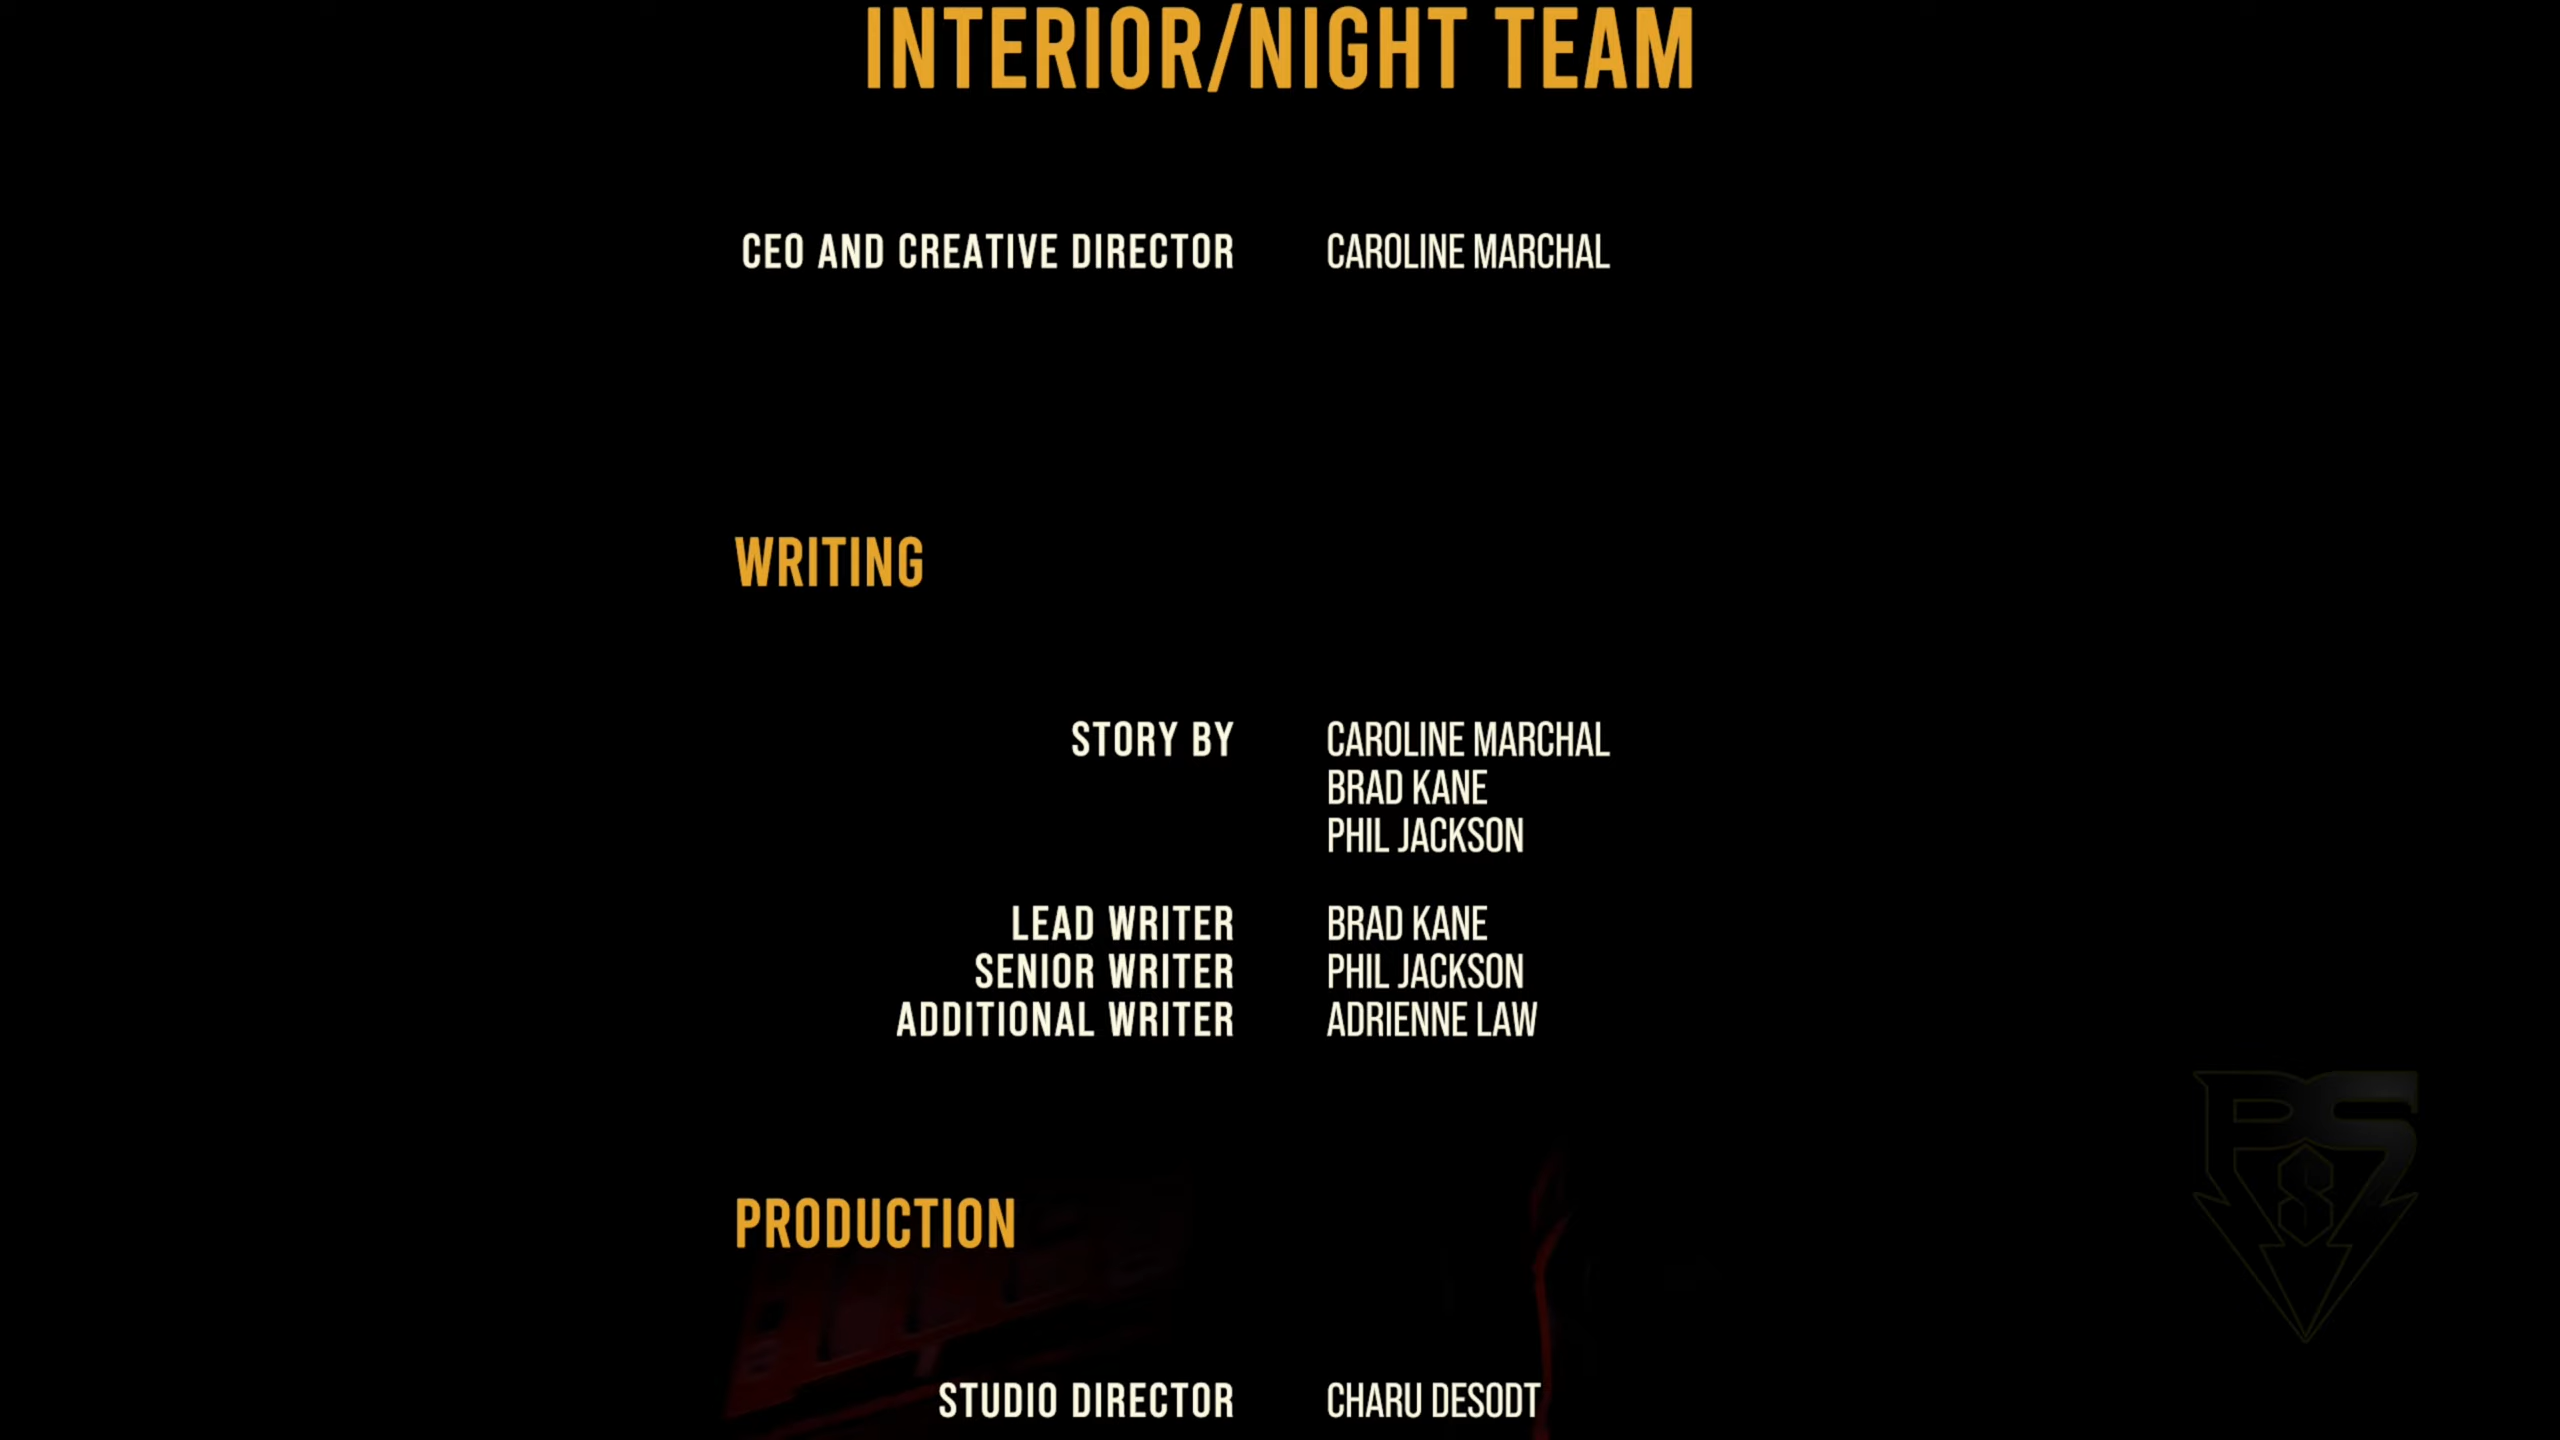 INTERIOR/NIGHT TEAM
CEO AND CREATIVE DIRECTOR CAROLINE MARCHAL
WRITING
STORY BY CAROLINE MARCHAL
BRAD KANE
PHIL JACKSON
LEAD WRITER BRAD KANE
SENIOR WRITER PHIL JACKSON
ADDITIONAL WRITER ADRIENNE LAW
PRODUCTION
STUDIO DIRECTOR CHARU DESODT